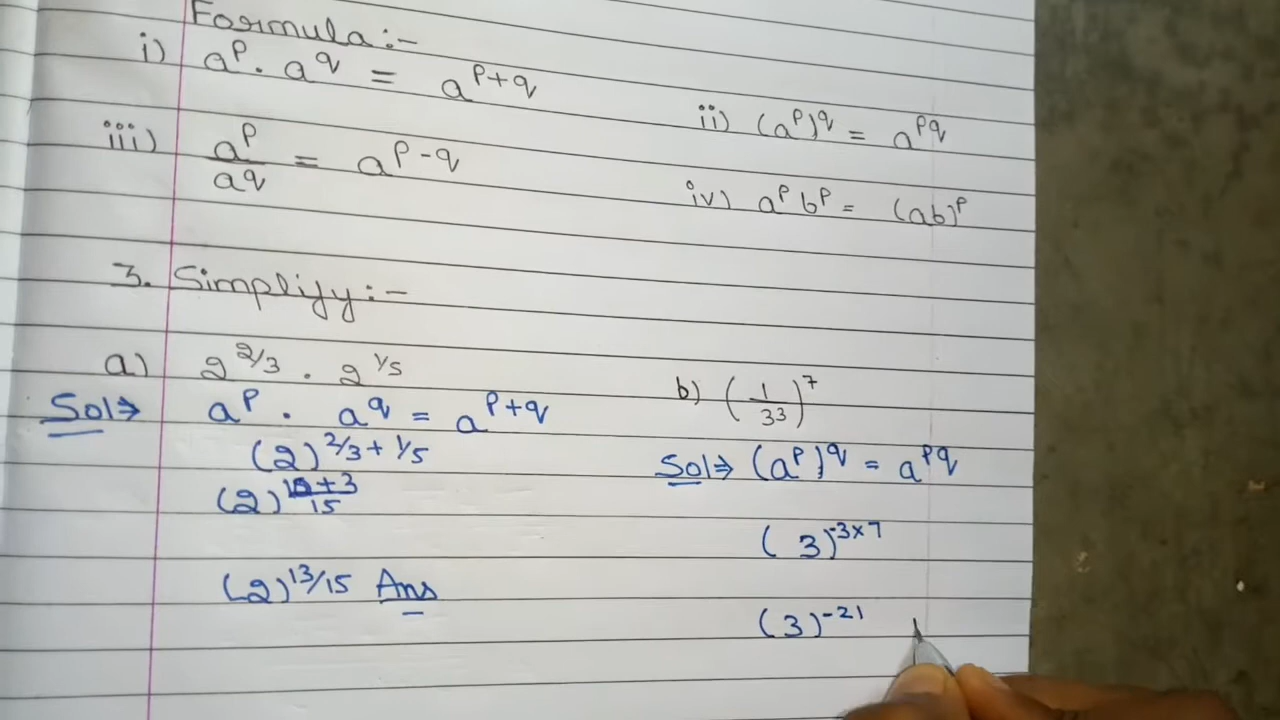 Formula:-
i) a^p . a^q = a^(p+q)
ii) (a^p)^q = a^(pq)
iii) a^p/a^q = a^(p-q)
iv) a^p b^p = (ab)^p
3. Simplify:-
a) 2^(2/3) . 2^(1/5)
Sol⇒ a^p . a^q = a^(p+q)
(2)^(2/3 + 1/5)
(2)^((10+3)/15)
(2)^(13/15) Ans
b) (1/3^3)^7
Sol⇒ (a^p)^q = a^(pq)
(3)^(-3×7)
(3)^(-21)